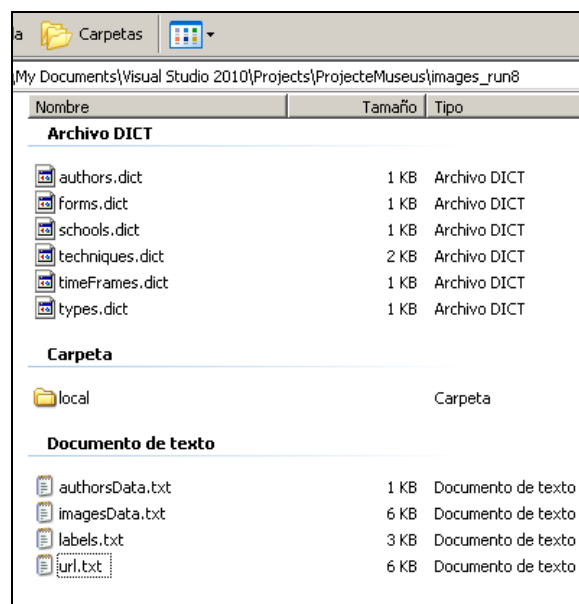 a Carpetas
\My Documents\Visual Studio 2010\Projects\ProjecteMuseus\images_run8
Nombre Tamaño Tipo
Archivo DICT
authors.dict 1 KB Archivo DICT
forms.dict 1 KB Archivo DICT
schools.dict 1 KB Archivo DICT
techniques.dict 2 KB Archivo DICT
timeFrames.dict 1 KB Archivo DICT
types.dict 1 KB Archivo DICT
Carpeta
local Carpeta
Documento de texto
authorsData.txt 1 KB Documento de texto
imagesData.txt 6 KB Documento de texto
labels.txt 3 KB Documento de texto
url.txt 6 KB Documento de texto